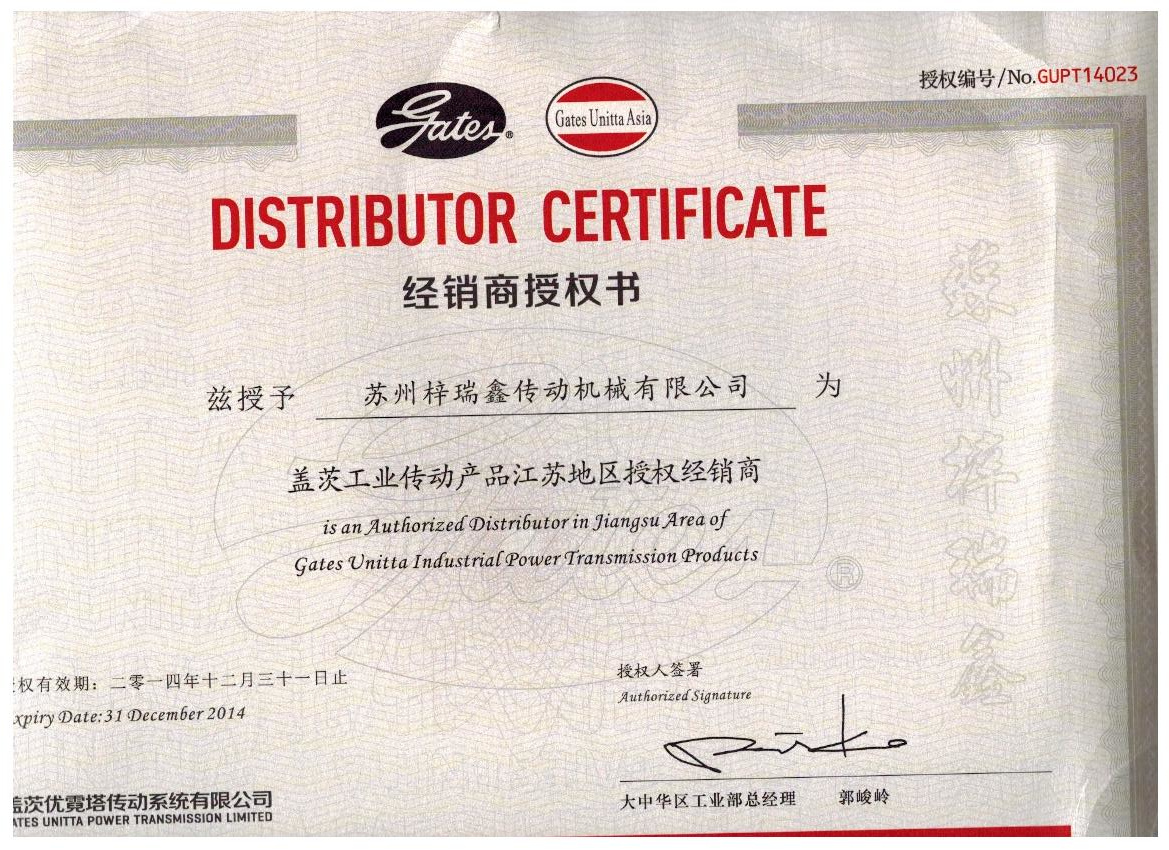 授权编号/No.GUPT14023
Gates®
Gates Unitta Asia
DISTRIBUTOR CERTIFICATE
经销商授权书
兹授予 苏州梓瑞鑫传动机械有限公司 为
盖茨工业传动产品江苏地区授权经销商
is an Authorized Distributor in Jiangsu Area of
Gates Unitta Industrial Power Transmission Products
®
权有效期：二零一四年十二月三十一日止
xpiry Date:31 December 2014
授权人签署
Authorized Signature
大中华区工业部总经理 郭峻岭
盖茨优霓塔传动系统有限公司
ATES UNITTA POWER TRANSMISSION LIMITED
梓
瑞
鑫